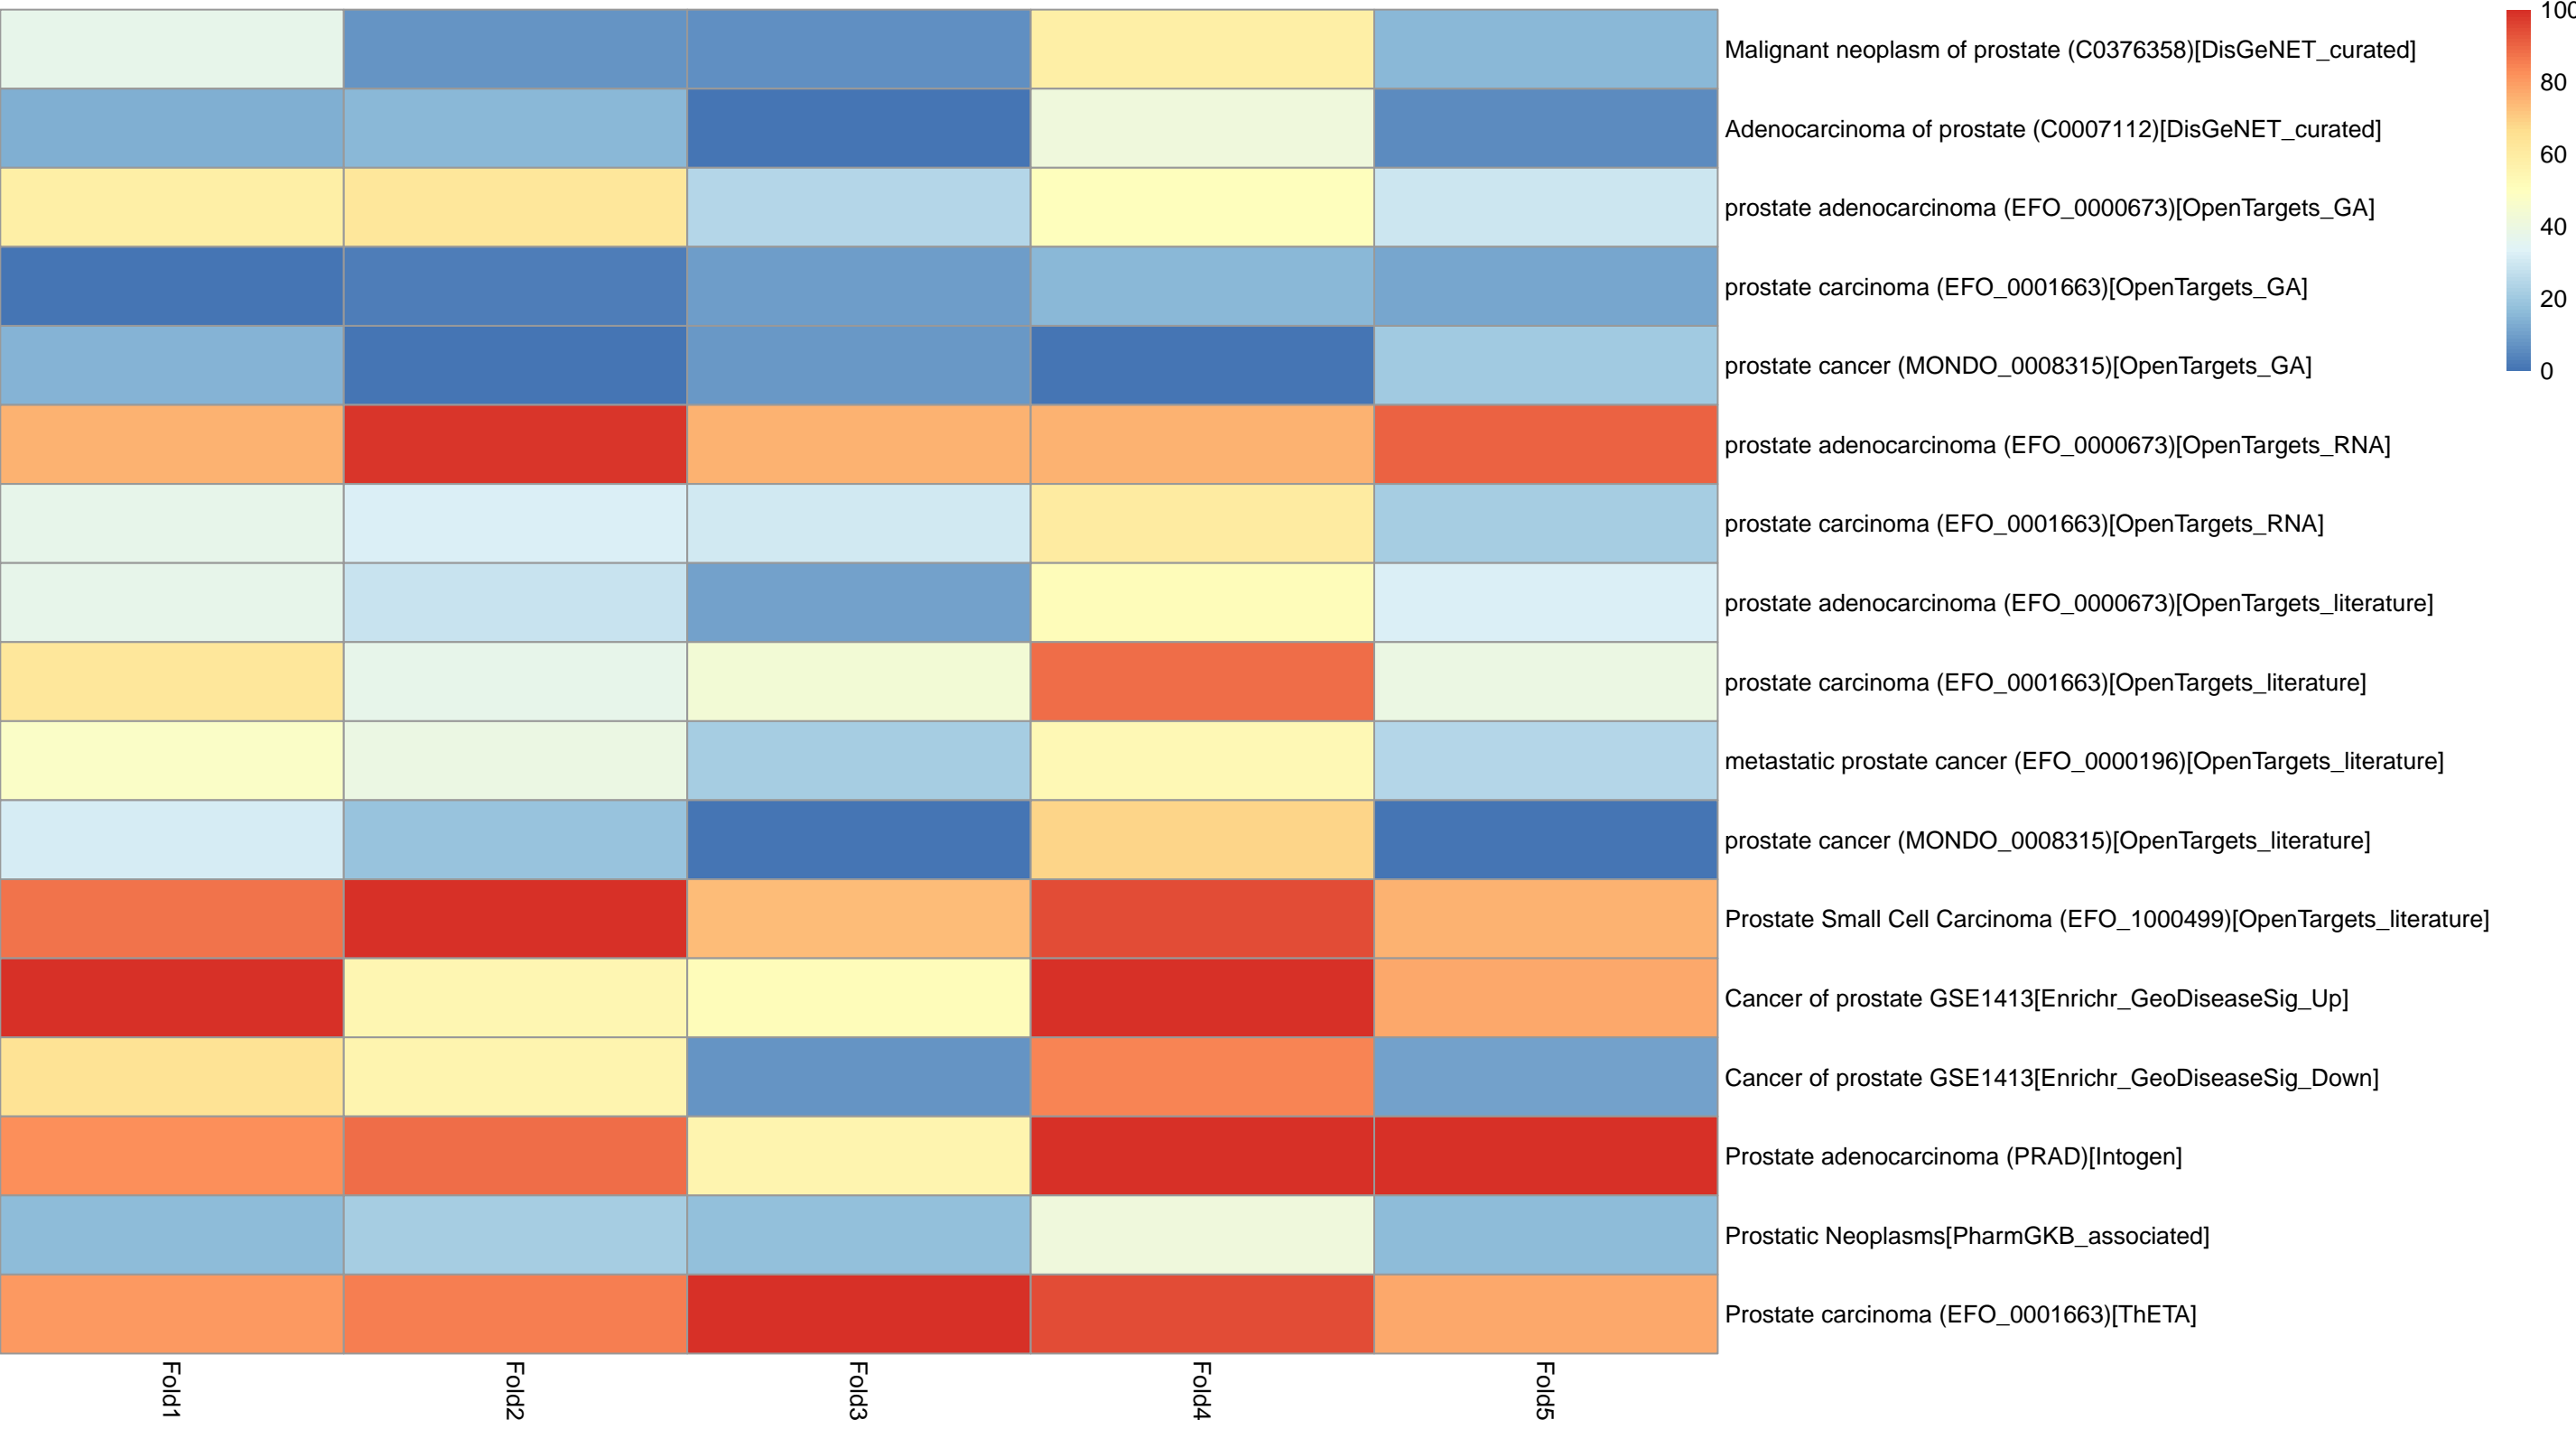 Malignant neoplasm of prostate (C0376358)[DisGeNET_curated]
Adenocarcinoma of prostate (C0007112)[DisGeNET_curated]
prostate adenocarcinoma (EFO_0000673)[OpenTargets_GA]
prostate carcinoma (EFO_0001663)[OpenTargets_GA]
prostate cancer (MONDO_0008315)[OpenTargets_GA]
prostate adenocarcinoma (EFO_0000673)[OpenTargets_RNA]
prostate carcinoma (EFO_0001663)[OpenTargets_RNA]
prostate adenocarcinoma (EFO_0000673)[OpenTargets_literature]
prostate carcinoma (EFO_0001663)[OpenTargets_literature]
metastatic prostate cancer (EFO_0000196)[OpenTargets_literature]
prostate cancer (MONDO_0008315)[OpenTargets_literature]
Prostate Small Cell Carcinoma (EFO_1000499)[OpenTargets_literature]
Cancer of prostate GSE1413[Enrichr_GeoDiseaseSig_Up]
Cancer of prostate GSE1413[Enrichr_GeoDiseaseSig_Down]
Prostate adenocarcinoma (PRAD)[Intogen]
Prostatic Neoplasms[PharmGKB_associated]
Prostate carcinoma (EFO_0001663)[ThETA]
Fold1
Fold2
Fold3
Fold4
Fold5
100
80
60
40
20
0